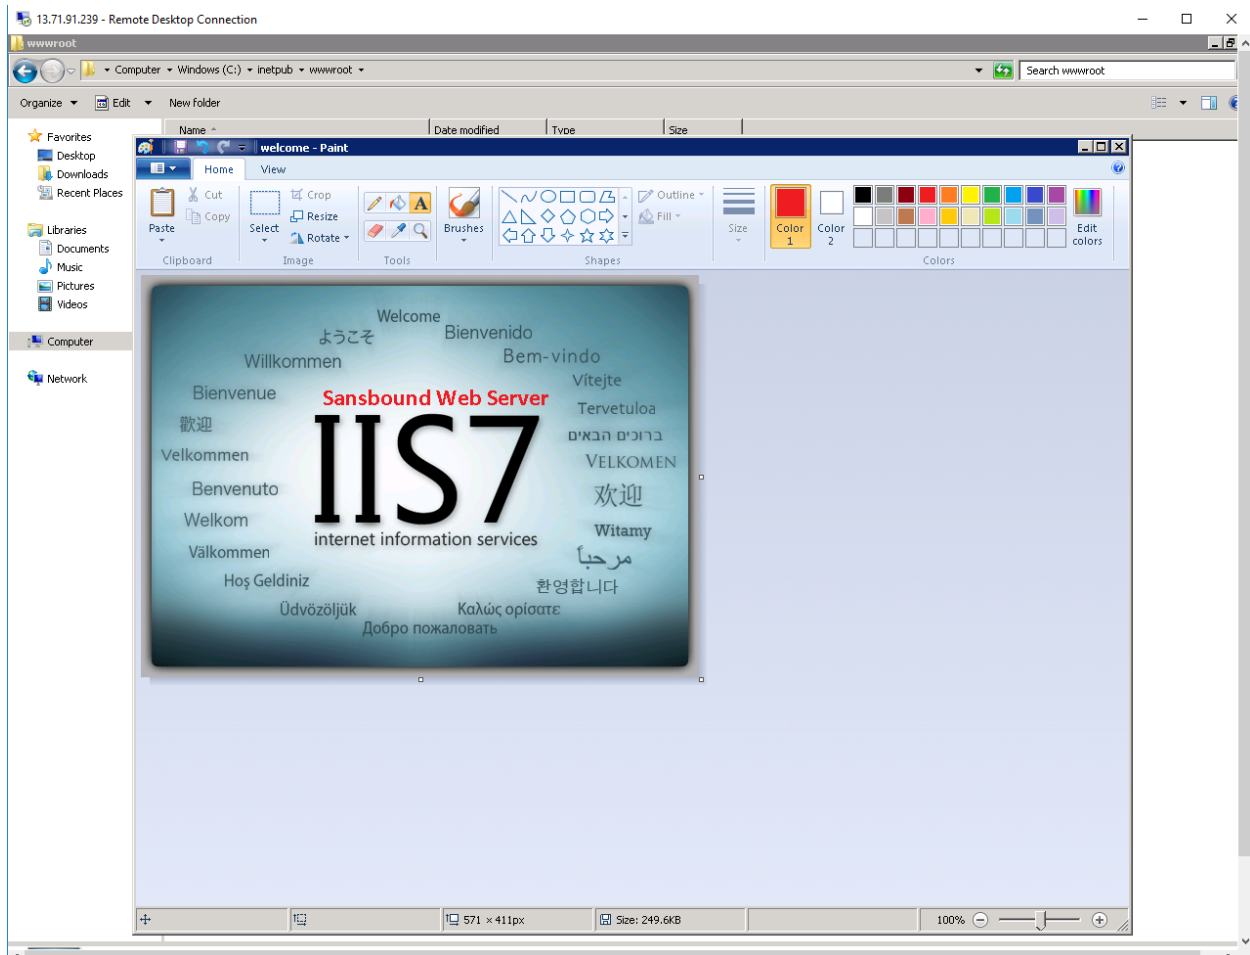 13.71.91.239 - Remote Desktop Connection
wwwroot
Computer Windows (C:) inetpub wwwroot
Search wwwroot
Organize Edit New folder
Name Date modified Type Size
Favorites
Desktop
Downloads
Recent Places
Libraries
Documents
Music
Pictures
Videos
Computer
Network
welcome - Paint
Home View
Paste
Cut
Copy
Clipboard
Select
Crop
Resize
Rotate
Image
A
Tools
Brushes
Shapes
Outline
Fill
Size
Color 1
Color 2
Edit colors
Colors
Welcome
ようこそ
Bienvenido
Willkommen
Bem-vindo
Vítejte
Bienvenue
Sansbound Web Server
Tervetuloa
歡迎
ברוכים הבאים
IIS7
Velkommen
VELKOMEN
Benvenuto
欢迎
Welkom
Witamy
internet information services
Välkommen
مرحباً
Hoş Geldiniz
환영합니다
Üdvözöljük
Καλώς ορίσατε
Добро пожаловать
571 × 411px
Size: 249.6KB
100%